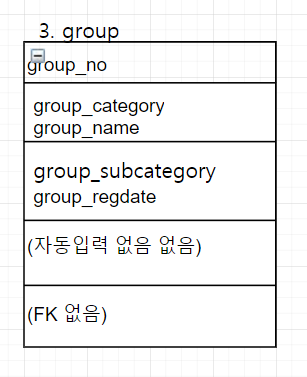 3. group
group_no
group_category
group_name
group_subcategory
group_regdate
(자동입력 없음 없음)
(FK 없음)